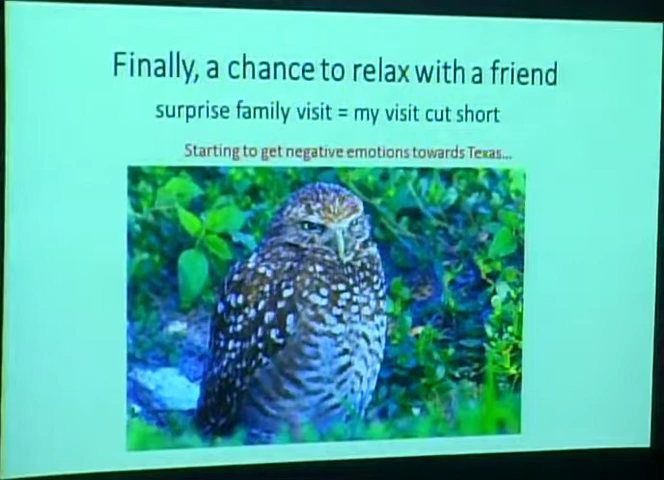 Finally, a chance to relax with a friend
surprise family visit = my visit cut short
Starting to get negative emotions towards Texas...